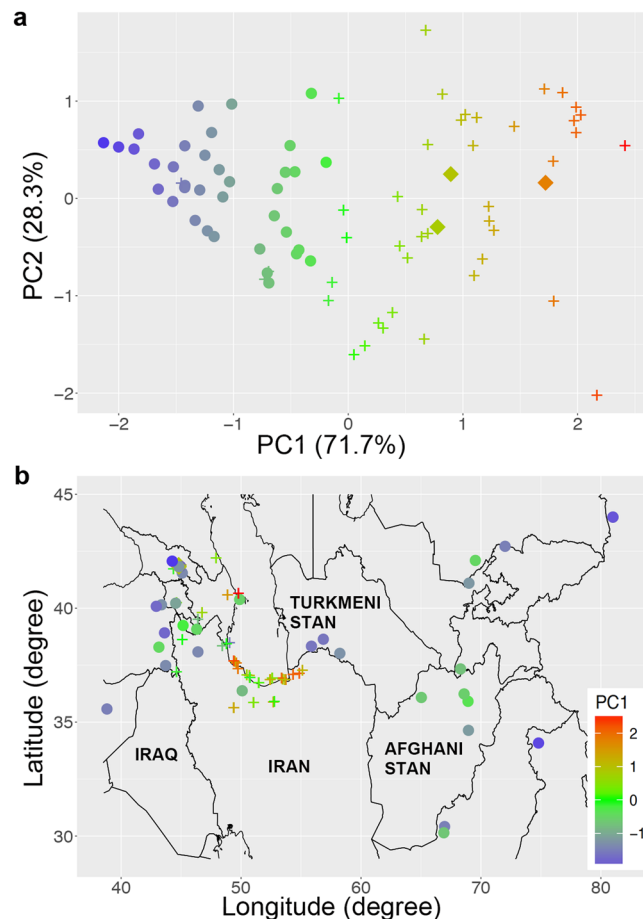 a
PC2 (28.3%)
1
0
−1
−2
−2
−1
0
1
2
PC1 (71.7%)
b
Latitude (degree)
45
40
35
30
TURKMENI
STAN
IRAQ
IRAN
AFGHANI
STAN
PC1
2
1
0
−1
40
50
60
70
80
Longitude (degree)